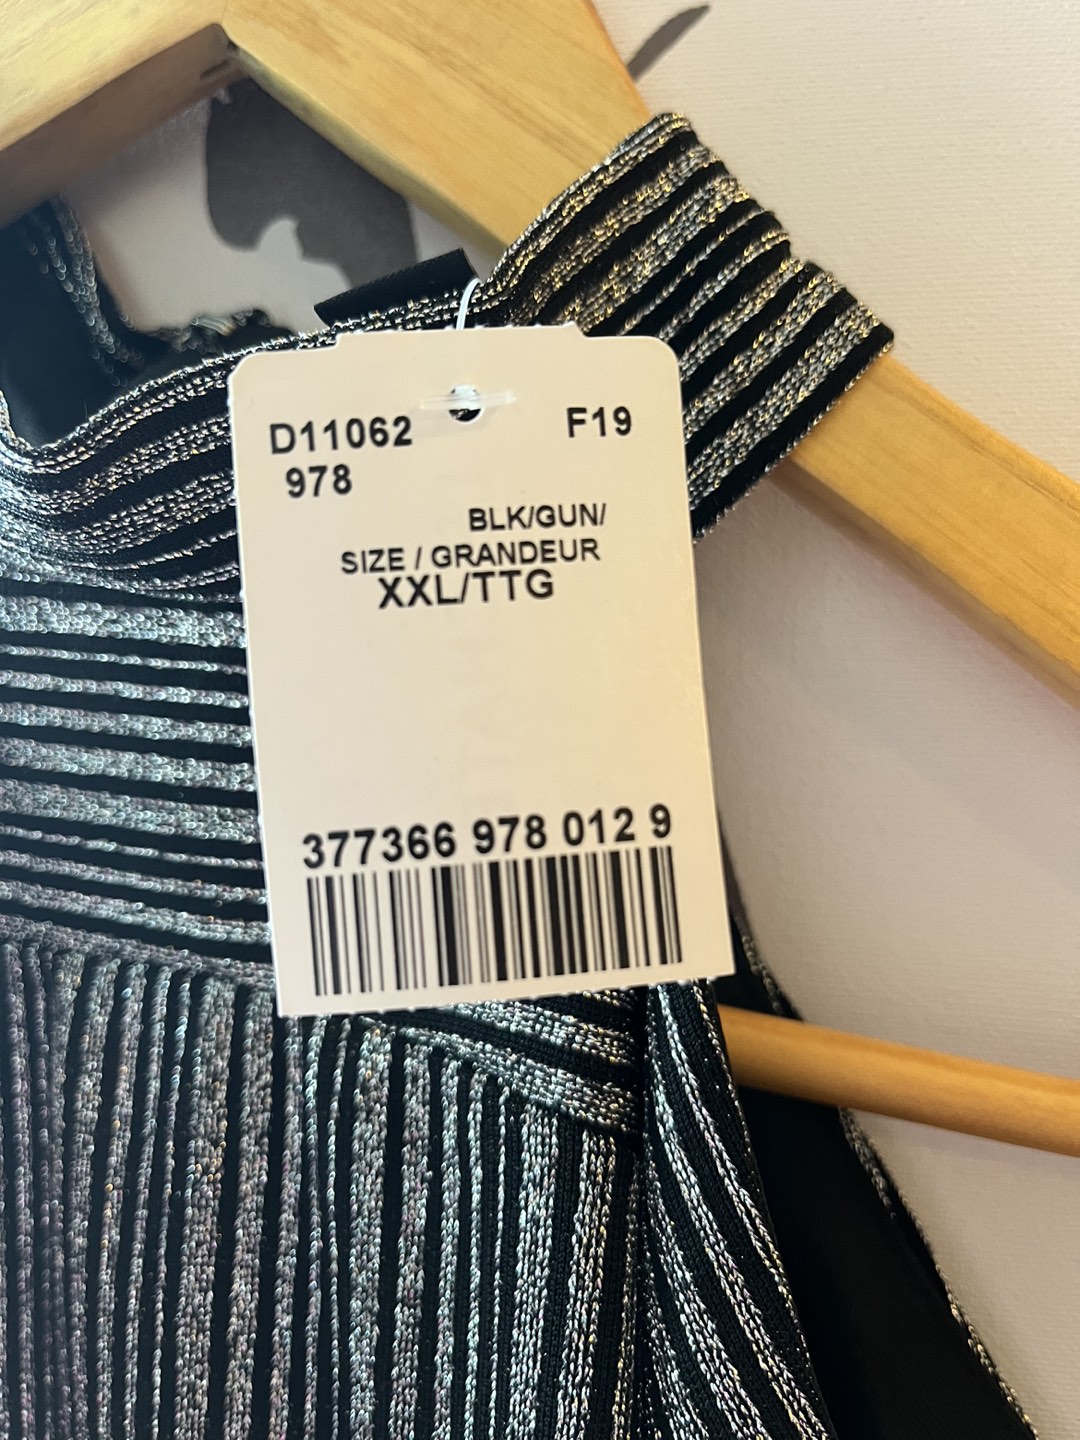 D11062 F19
978
BLK/GUN/
SIZE / GRANDEUR
XXL/TTG
377366 978 012 9